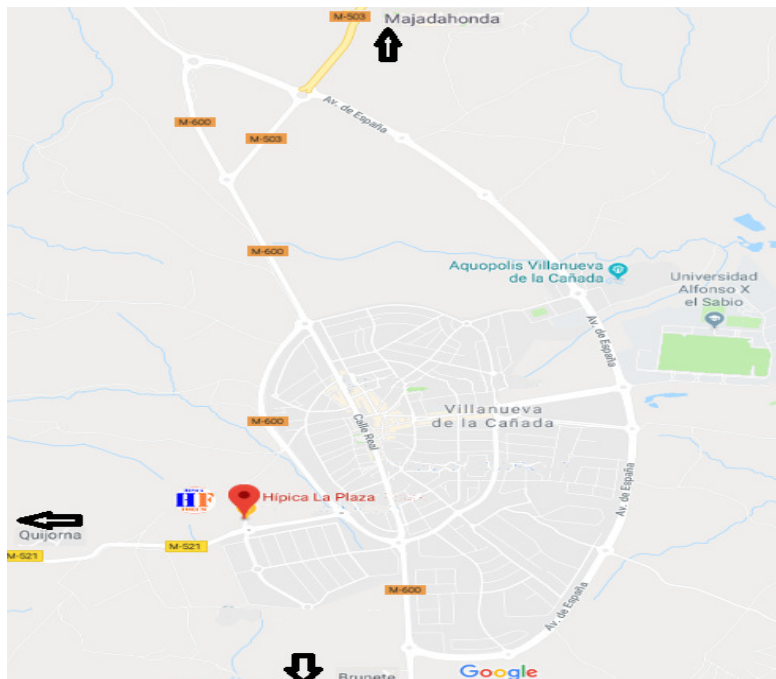 M-503
Majadahonda
M-600
Av. de España
M-503
M-600
Aquopolis Villanueva
de la Cañada
Universidad
Alfonso X
el Sabio
Av. de España
M-600
Calle Real
Villanueva
de la Cañada
Av. de España
HF
Hípica La Plaza
Quijorna
M-521
M-521
M-600
Av. de España
Brunete
Google